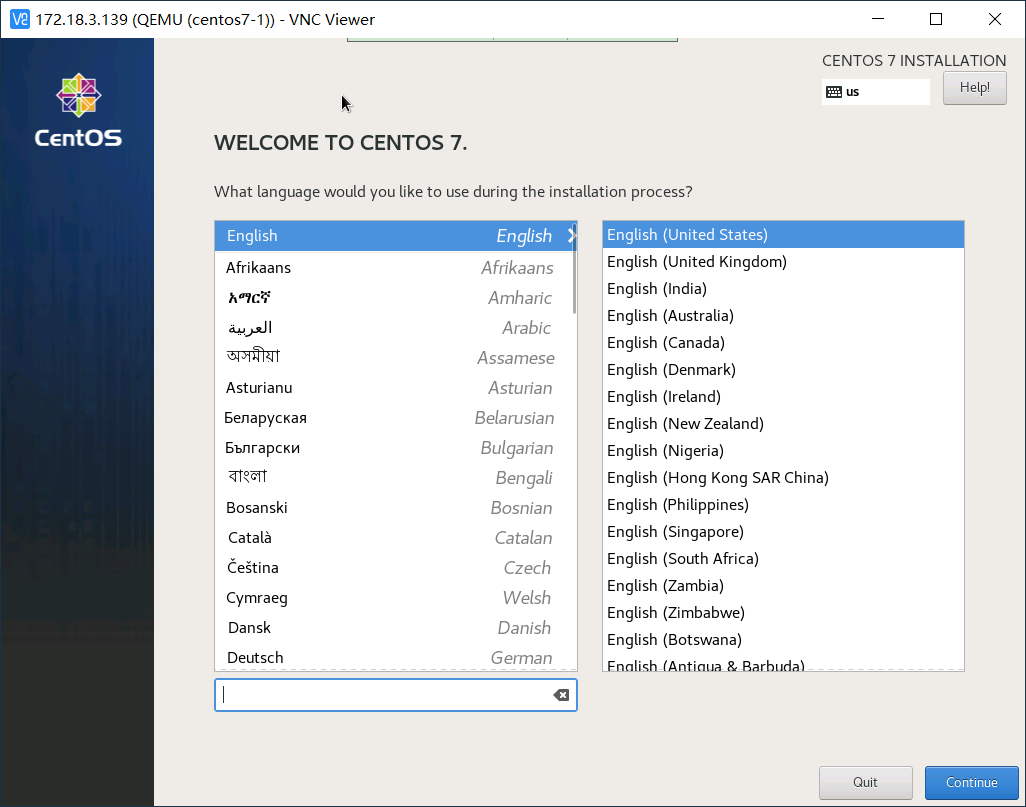 172.18.3.139 (QEMU (centos7-1)) - VNC Viewer
CentOS
CENTOS 7 INSTALLATION
us
Help!
WELCOME TO CENTOS 7.
What language would you like to use during the installation process?
English English
Afrikaans Afrikaans
አማርኛ Amharic
العربية Arabic
অসমীয়া Assamese
Asturianu Asturian
Беларуская Belarusian
Български Bulgarian
বাংলা Bengali
Bosanski Bosnian
Català Catalan
Čeština Czech
Cymraeg Welsh
Dansk Danish
Deutsch German
English (United States)
English (United Kingdom)
English (India)
English (Australia)
English (Canada)
English (Denmark)
English (Ireland)
English (New Zealand)
English (Nigeria)
English (Hong Kong SAR China)
English (Philippines)
English (Singapore)
English (South Africa)
English (Zambia)
English (Zimbabwe)
English (Botswana)
English (Antigua & Barbuda)
Quit
Continue